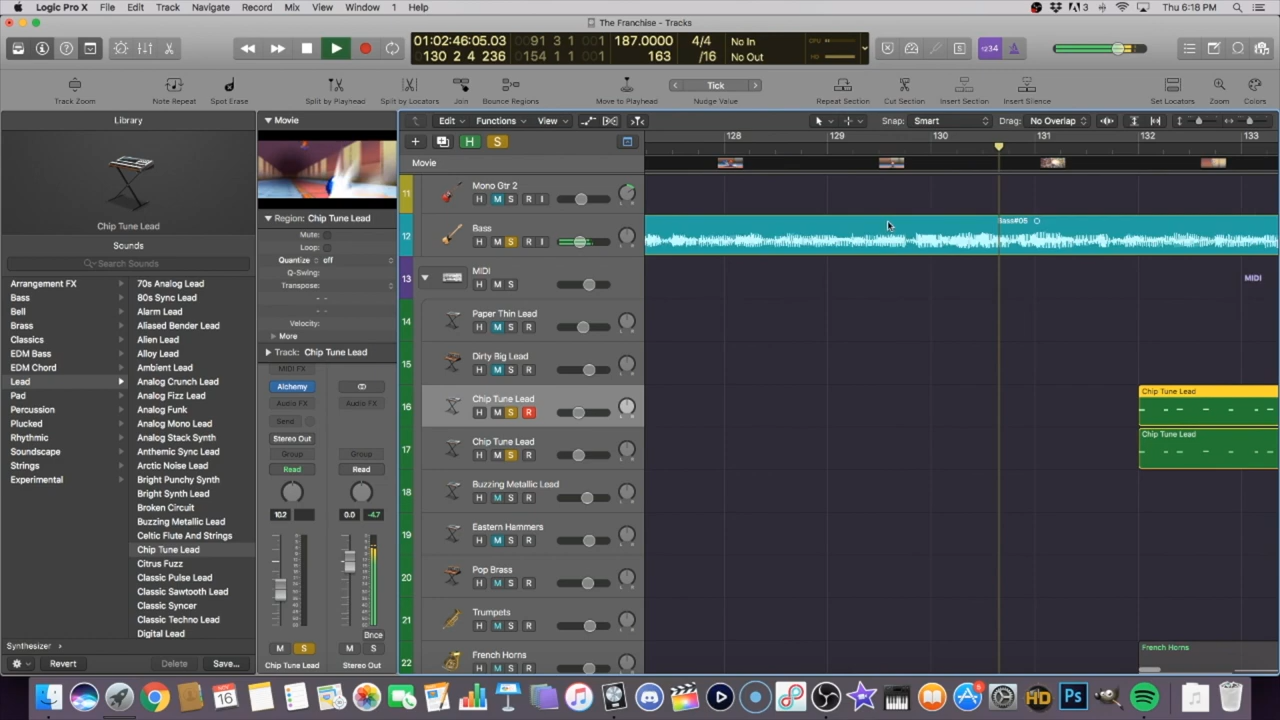 Logic Pro X File Edit Track Navigate Record Mix View Window 1 Help 3 Thu 6:18 PM
The Franchise - Tracks
01:02:46:05.03 0091 3 1 001 187.0000 4/4 No In
130 2 4 236 0154 1 1 001 163 /16 No Out
CPU
HD
1234
Track Zoom Note Repeat Spot Erase Split by Playhead Split by Locators Join Bounce Regions Move to Playhead Tick Nudge Value Repeat Section Cut Section Insert Section Insert Silence Set Locators Zoom Colors
Library
Chip Tune Lead
Sounds
Search Sounds
Arrangement FX
Bass
Bell
Brass
Classics
EDM Bass
EDM Chord
Lead
Pad
Percussion
Plucked
Rhythmic
Soundscape
Strings
Experimental
70s Analog Lead
80s Sync Lead
Alarm Lead
Aliased Bender Lead
Alien Lead
Alloy Lead
Ambient Lead
Analog Crunch Lead
Analog Fizz Lead
Analog Funk
Analog Mono Lead
Analog Stack Synth
Anthemic Sync Lead
Arctic Noise Lead
Bright Punchy Synth
Bright Synth Lead
Broken Circuit
Buzzing Metallic Lead
Celtic Flute And Strings
Chip Tune Lead
Citrus Fuzz
Classic Pulse Lead
Classic Sawtooth Lead
Classic Syncer
Classic Techno Lead
Digital Lead
Synthesizer
Revert Delete Save...
Movie
Region: Chip Tune Lead
Mute:
Loop:
Quantize off
Q-Swing:
Transpose:
Velocity:
More
Track: Chip Tune Lead
MIDI FX
Alchemy
Audio FX Audio FX
Send
Stereo Out
Group Group
Read Read
10.2 0.0 -4.7
Bnce
M S M S
Chip Tune Lead Stereo Out
Edit Functions View Snap: Smart Drag: No Overlap
H S
128 129 130 131 132 133
Movie
11 Mono Gtr 2
H M S R I
12 Bass
H M S R I
Bass#05
13 MIDI
H M S
MIDI
14 Paper Thin Lead
H M S R
15 Dirty Big Lead
H M S R
16 Chip Tune Lead
H M S R
Chip Tune Lead
17 Chip Tune Lead
H M S R
Chip Tune Lead
18 Buzzing Metallic Lead
H M S R
19 Eastern Hammers
H M S R
20 Pop Brass
H M S R
21 Trumpets
H M S R
22 French Horns
H M S R
French Horns
NOV
16
HD
Ps